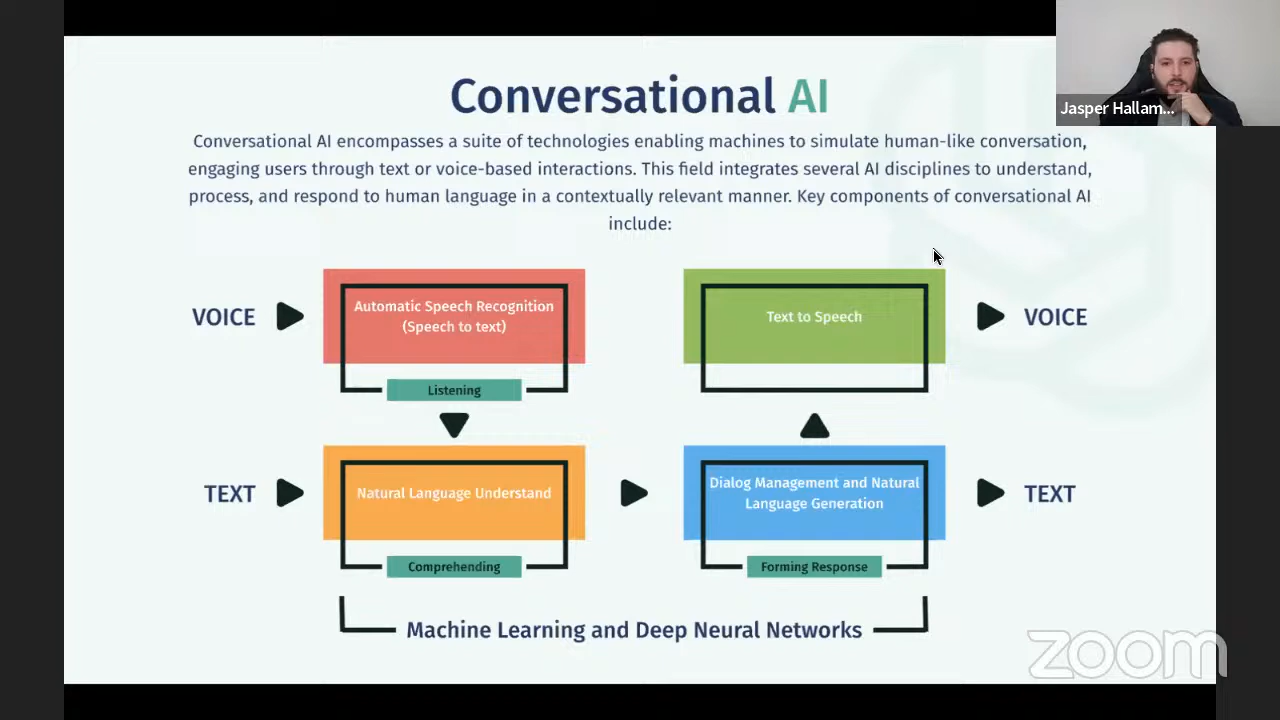 Conversational AI
Jasper Hallam...
Conversational AI encompasses a suite of technologies enabling machines to simulate human-like conversation,
engaging users through text or voice-based interactions. This field integrates several AI disciplines to understand,
process, and respond to human language in a contextually relevant manner. Key components of conversational AI
include:
VOICE
Automatic Speech Recognition
(Speech to text)
Listening
Text to Speech
VOICE
TEXT
Natural Language Understand
Comprehending
Dialog Management and Natural
Language Generation
Forming Response
TEXT
Machine Learning and Deep Neural Networks
zoom